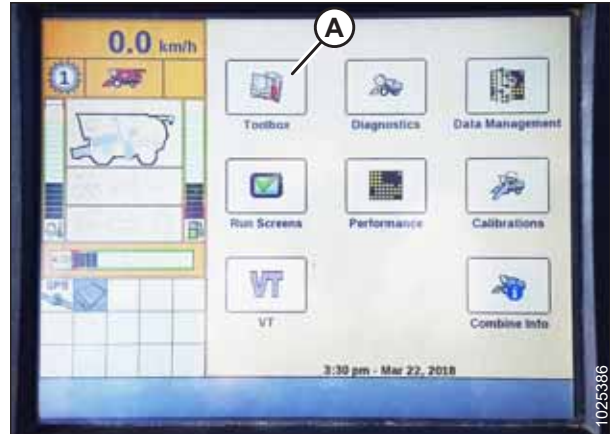 A
0.0 km/h
1
Toolbox
Diagnostics
Data Management
Run Screens
Performance
Calibrations
GPS
VT
VT
Combine Info
3:30 pm - Mar 22, 2018
1025386